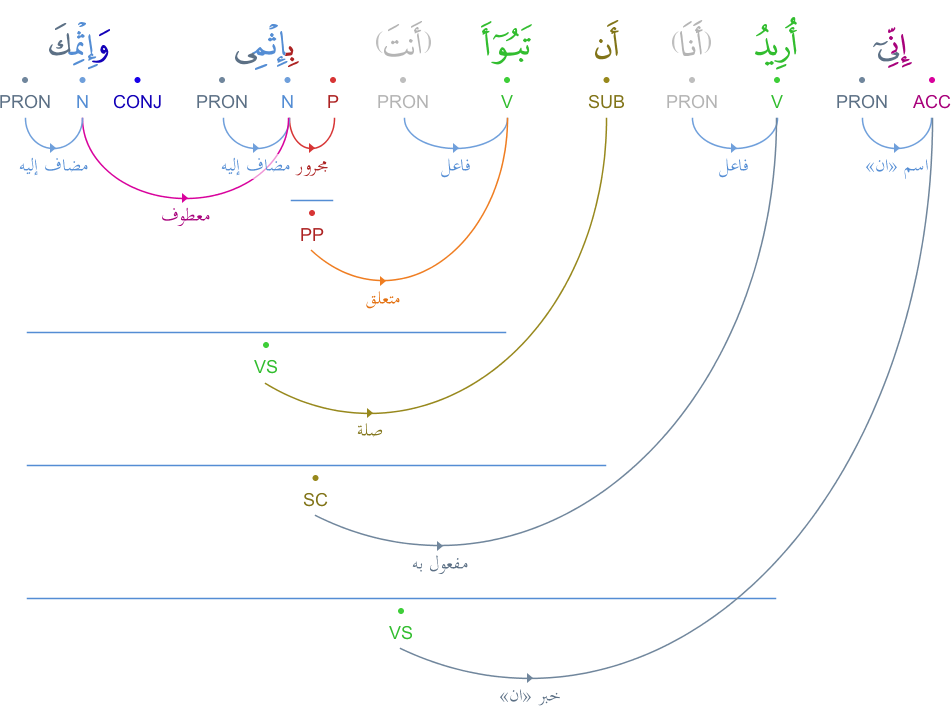 إِنِّىٓ أُرِيدُ (أَنَا) أَن تَبُوٓأَ (أَنتَ) بِإِثْمِى وَإِثْمِكَ
ACC PRON V PRON SUB V PRON P N PRON CONJ N PRON
اسم «ان» فاعل فاعل مجرور مضاف إليه مضاف إليه
معطوف
PP
متعلق
VS
صلة
SC
مفعول به
VS
خبر «ان»